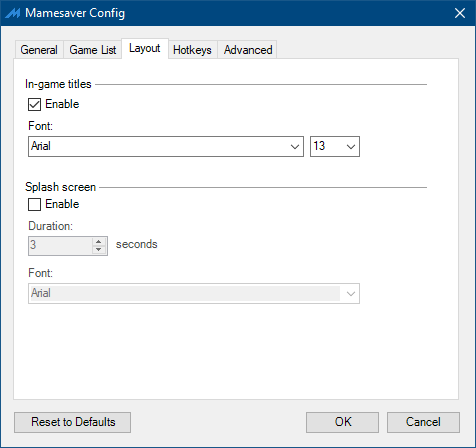 Mamesaver Config
General Game List Layout Hotkeys Advanced
In-game titles
Enable
Font:
Arial 13
Splash screen
Enable
Duration:
3 seconds
Font:
Arial
Reset to Defaults OK Cancel